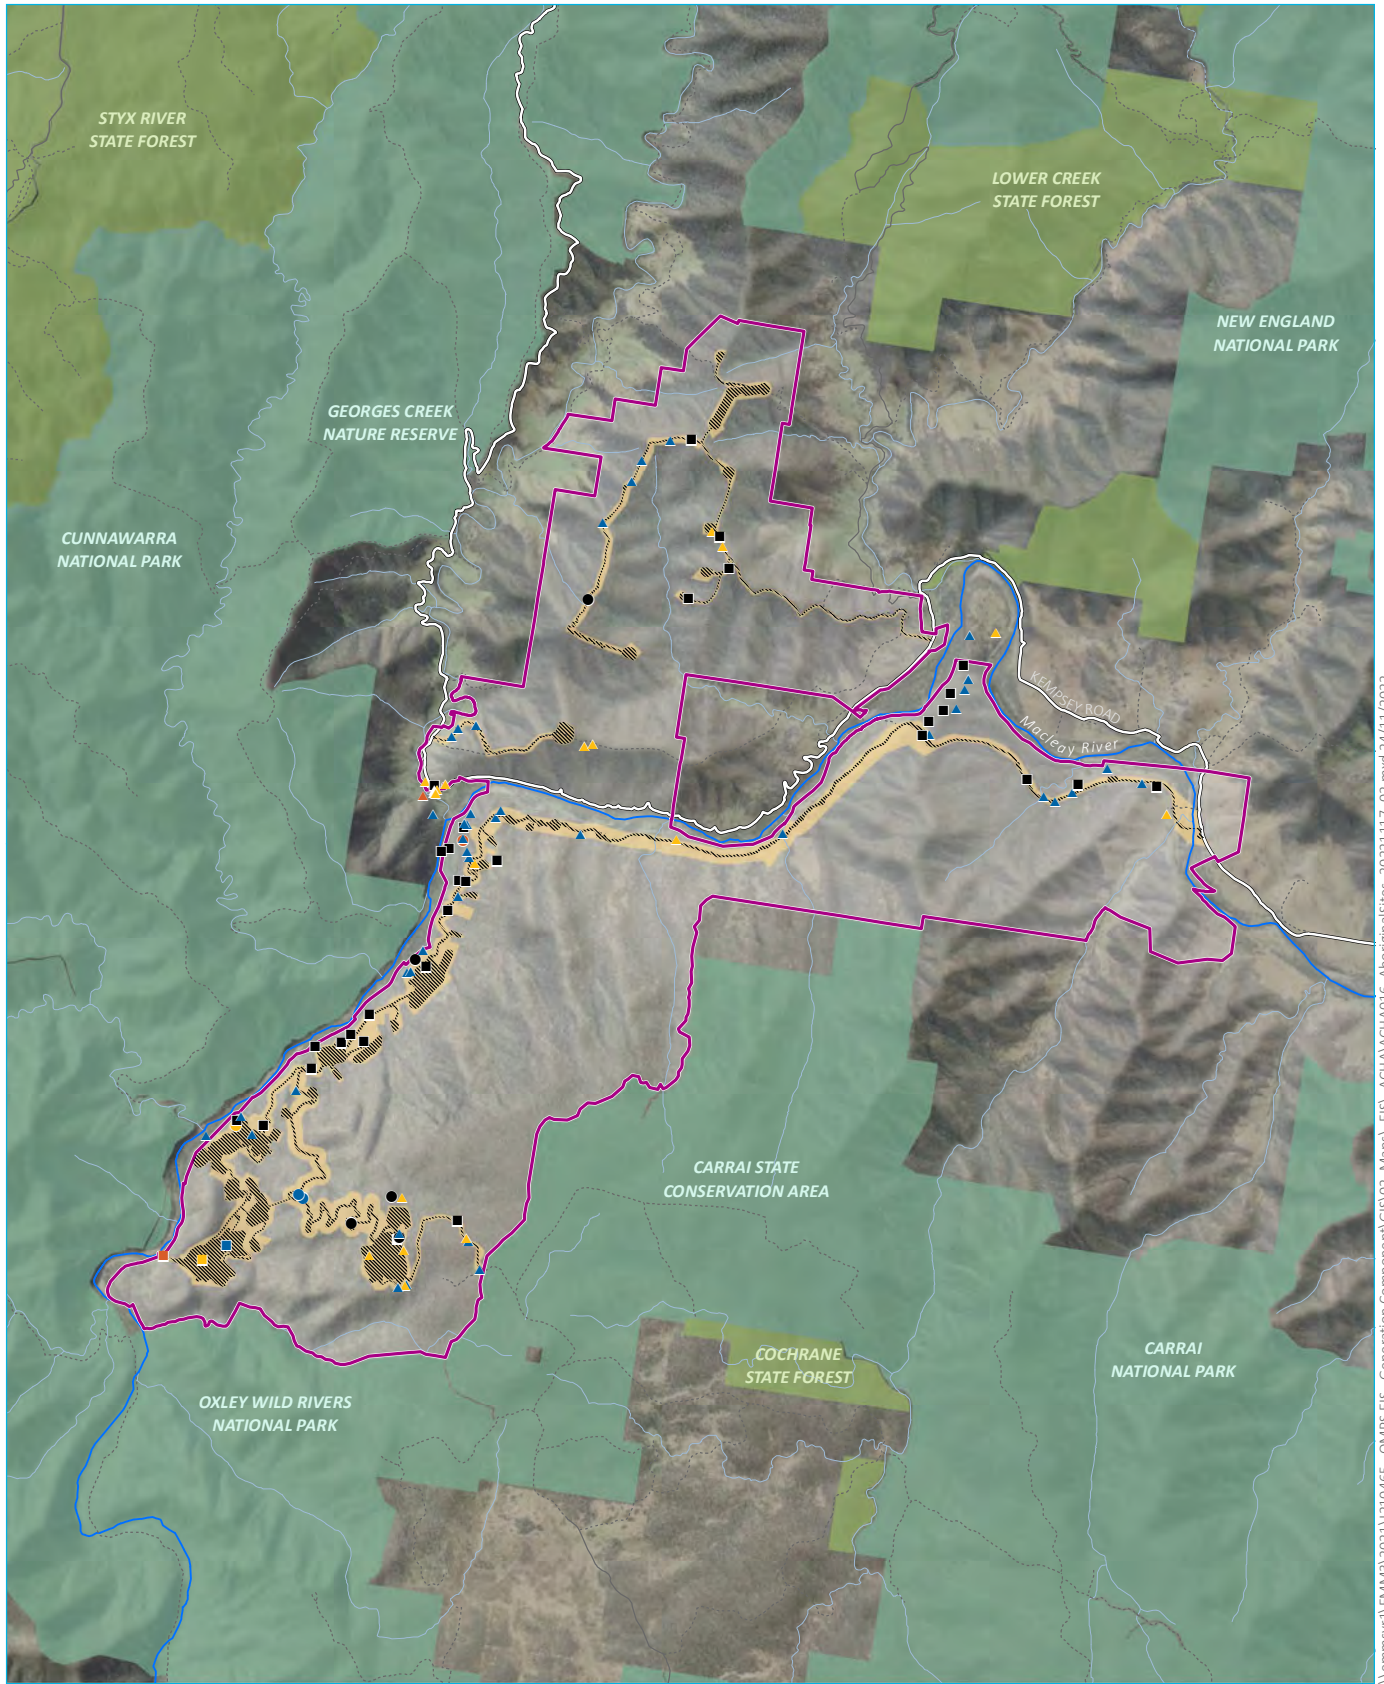 STYX RIVER
STATE FOREST
LOWER CREEK
STATE FOREST
NEW ENGLAND
NATIONAL PARK
GEORGES CREEK
NATURE RESERVE
CUNNAWARRA
NATIONAL PARK
KEMPSEY ROAD
Macleay River
CARRAI STATE
CONSERVATION AREA
COCHRANE
STATE FOREST
CARRAI
NATIONAL PARK
OXLEY WILD RIVERS
NATIONAL PARK